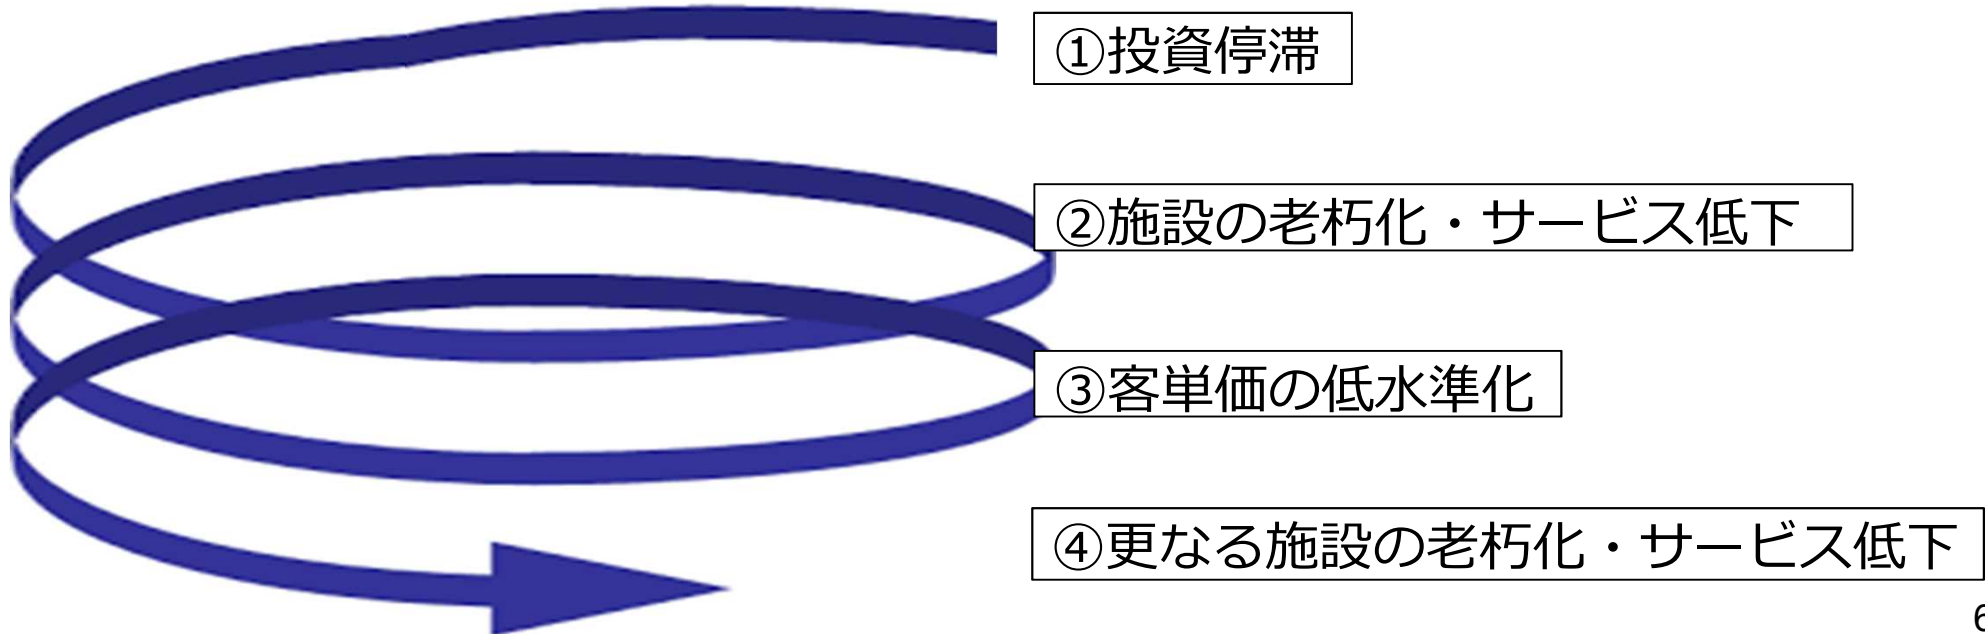 ①投資停滞
②施設の老朽化・サービス低下
③客単価の低水準化
④更なる施設の老朽化・サービス低下
6